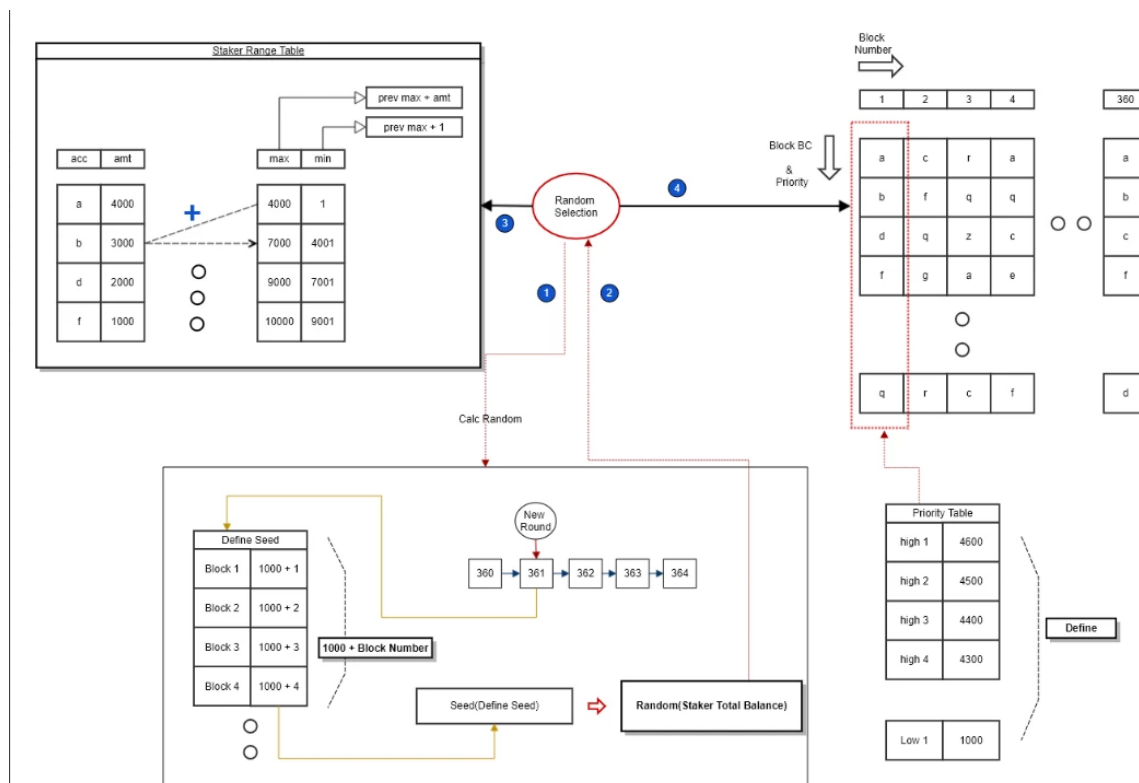 Staker Range Table
prev max + amt
prev max + 1
acc amt
max min
a 4000
4000 1
b 3000
7000 4001
d 2000
9000 7001
f 1000
10000 9001
+
Random
Selection
1
2
3
4
Block
Number
1 2 3 4 360
Block BC
&
Priority
a c r a a
b f q q b
d q z c c
f g a e f
q r c f d
Calc Random
New
Round
360 361 362 363 364
Define Seed
Block 1 1000 + 1
Block 2 1000 + 2
Block 3 1000 + 3
Block 4 1000 + 4
1000 + Block Number
Seed(Define Seed)
Random(Staker Total Balance)
Priority Table
high 1 4600
high 2 4500
high 3 4400
high 4 4300
Low 1 1000
Define